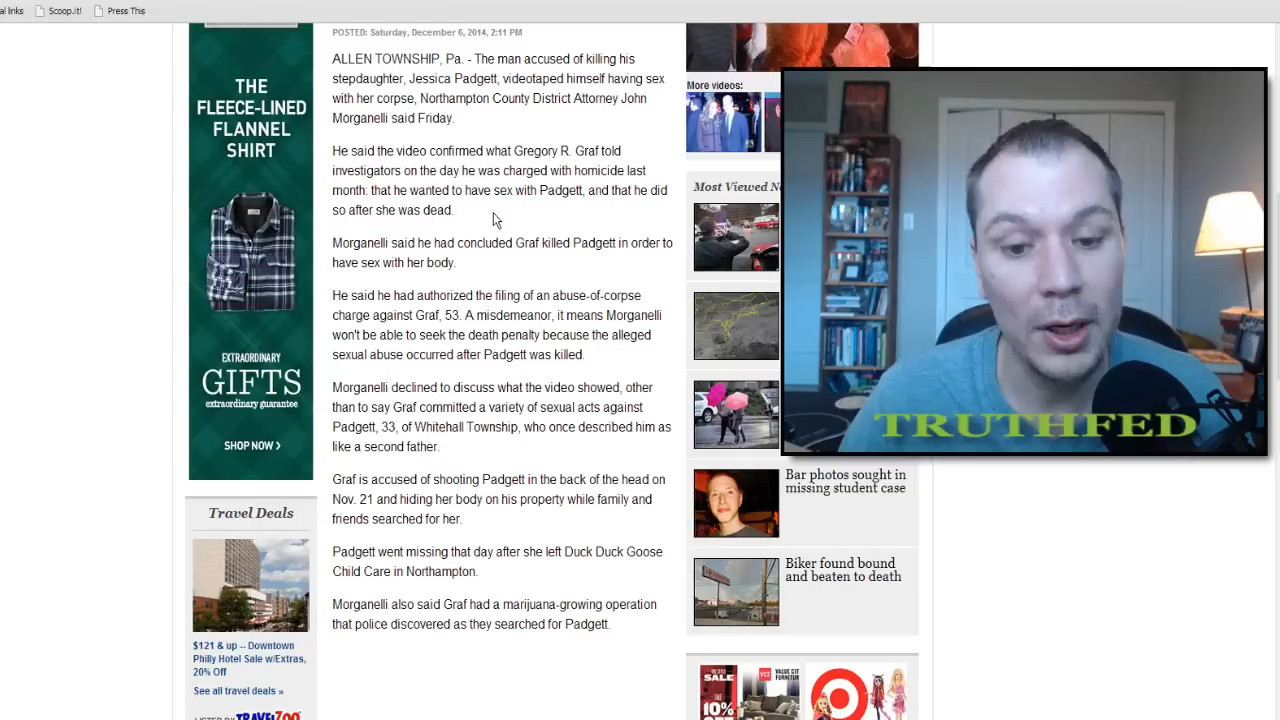 al links
Scoop.it!
Press This
POSTED: Saturday, December 6, 2014, 2:11 PM
ALLEN TOWNSHIP, Pa. - The man accused of killing his
stepdaughter, Jessica Padgett, videotaped himself having sex
with her corpse, Northampton County District Attorney John
Morganelli said Friday.
He said the video confirmed what Gregory R. Graf told
investigators on the day he was charged with homicide last
month: that he wanted to have sex with Padgett, and that he did
so after she was dead.
Morganelli said he had concluded Graf killed Padgett in order to
have sex with her body.
He said he had authorized the filing of an abuse-of-corpse
charge against Graf, 53. A misdemeanor, it means Morganelli
won't be able to seek the death penalty because the alleged
sexual abuse occurred after Padgett was killed.
Morganelli declined to discuss what the video showed, other
than to say Graf committed a variety of sexual acts against
Padgett, 33, of Whitehall Township, who once described him as
like a second father.
Graf is accused of shooting Padgett in the back of the head on
Nov. 21 and hiding her body on his property while family and
friends searched for her.
Padgett went missing that day after she left Duck Duck Goose
Child Care in Northampton.
Morganelli also said Graf had a marijuana-growing operation
that police discovered as they searched for Padgett.
THE
FLEECE-LINED
FLANNEL
SHIRT
EXTRAORDINARY
GIFTS
extraordinary guarantee
SHOP NOW >
Travel Deals
$121 & up -- Downtown
Philly Hotel Sale w/Extras,
20% Off
See all travel deals »
LISTED BY TRAVELZOO
More videos:
Most Viewed Ne
TRUTHFED
Bar photos sought in
missing student case
Biker found bound
and beaten to death
SALE
THE
10%
OFF
VALUE CITY
FURNITURE